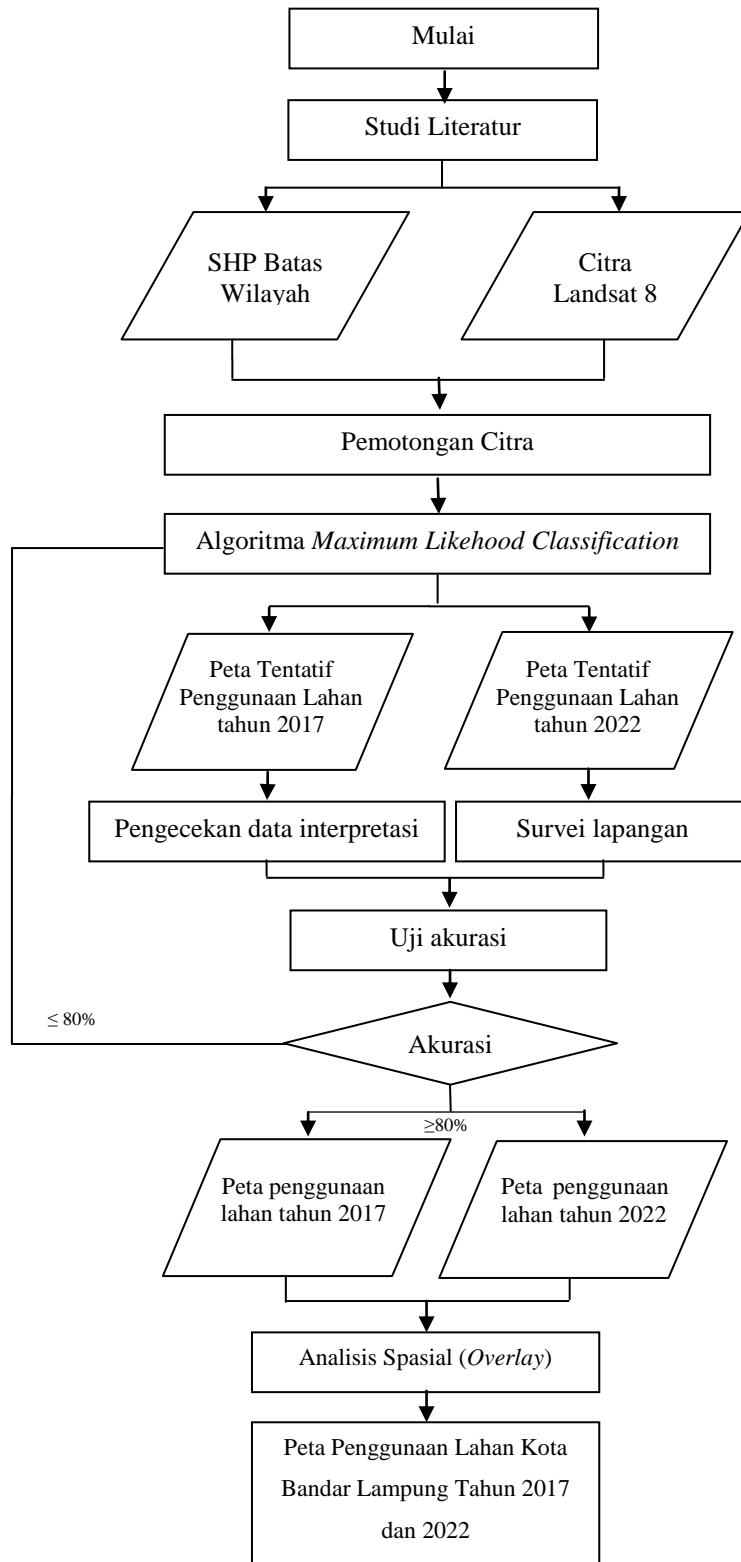 Mulai
Studi Literatur
SHP Batas
Wilayah
Citra
Landsat 8
Pemotongan Citra
Algoritma Maximum Likehood Classification
Peta Tentatif
Penggunaan Lahan
tahun 2017
Peta Tentatif
Penggunaan Lahan
tahun 2022
Pengecekan data interpretasi
Survei lapangan
Uji akurasi
≤ 80%
Akurasi
≥80%
Peta penggunaan
lahan tahun 2017
Peta penggunaan
lahan tahun 2022
Analisis Spasial (Overlay)
Peta Penggunaan Lahan Kota
Bandar Lampung Tahun 2017
dan 2022